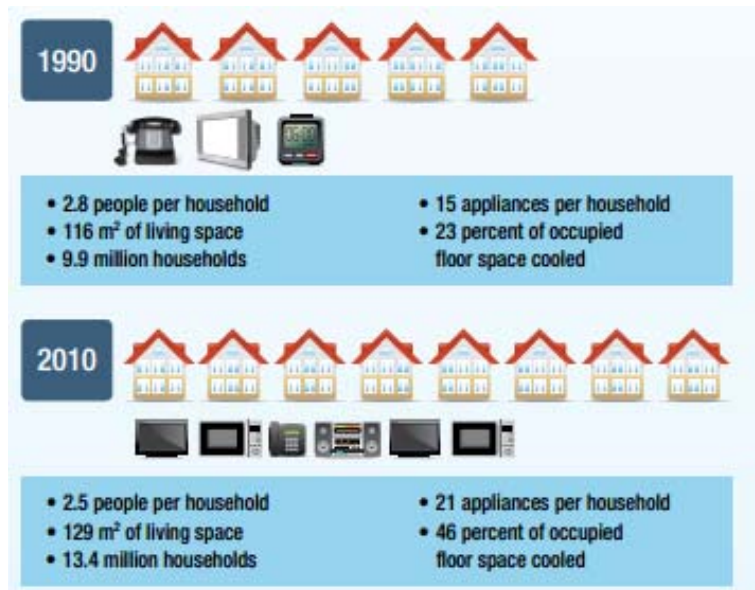 1990
• 2.8 people per household
• 116 m² of living space
• 9.9 million households
• 15 appliances per household
• 23 percent of occupied
floor space cooled
2010
• 2.5 people per household
• 129 m² of living space
• 13.4 million households
• 21 appliances per household
• 46 percent of occupied
floor space cooled